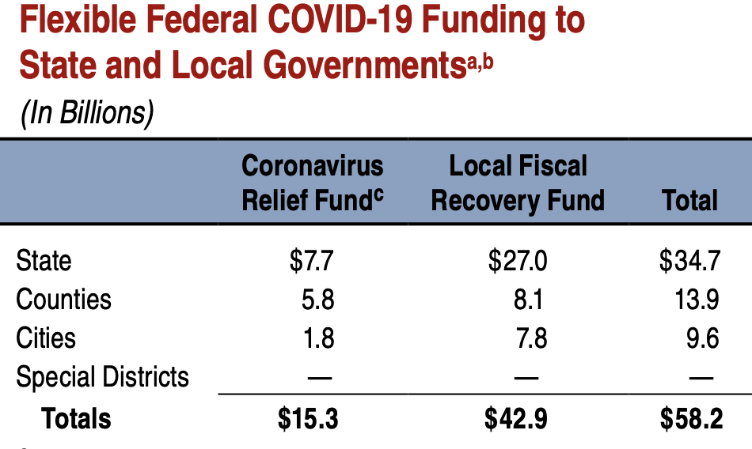 Flexible Federal COVID-19 Funding to
State and Local Governmentsa,b
(In Billions)
Coronavirus Relief Fundc Local Fiscal Recovery Fund Total
State $7.7 $27.0 $34.7
Counties 5.8 8.1 13.9
Cities 1.8 7.8 9.6
Special Districts — — —
Totals $15.3 $42.9 $58.2